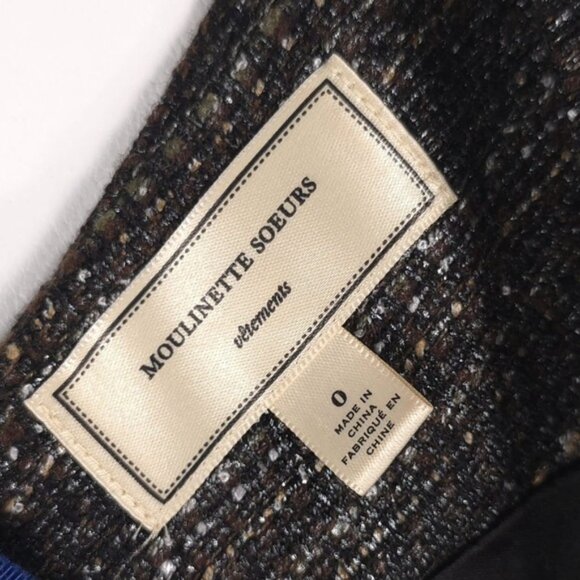 MOULINETTE SOEURS
vêtements
0
MADE IN
CHINA
FABRIQUÉ EN
CHINE